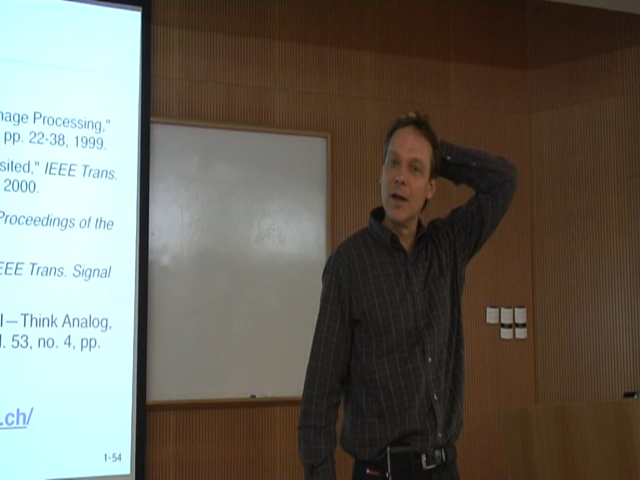 mage Processing,"
pp. 22-38, 1999.
sited," IEEE Trans.
2000.
Proceedings of the
EEE Trans. Signal
l—Think Analog,
l. 53, no. 4, pp.
.ch/
1-54